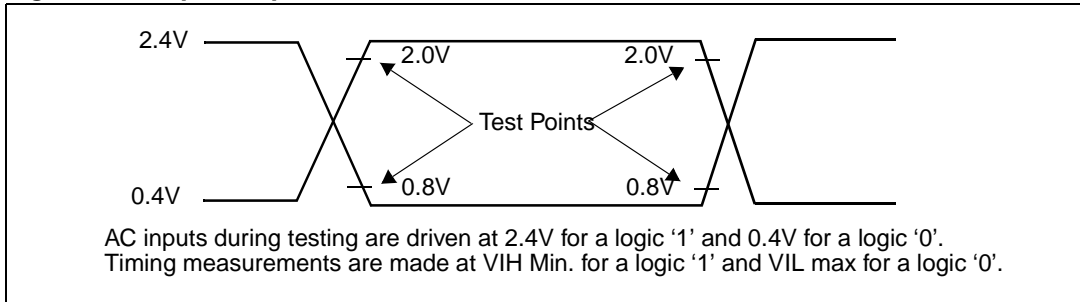 2.4V 2.0V 2.0V
Test Points
0.4V 0.8V 0.8V
AC inputs during testing are driven at 2.4V for a logic ‘1’ and 0.4V for a logic ‘0’.
Timing measurements are made at VIH Min. for a logic ‘1’ and VIL max for a logic ‘0’.